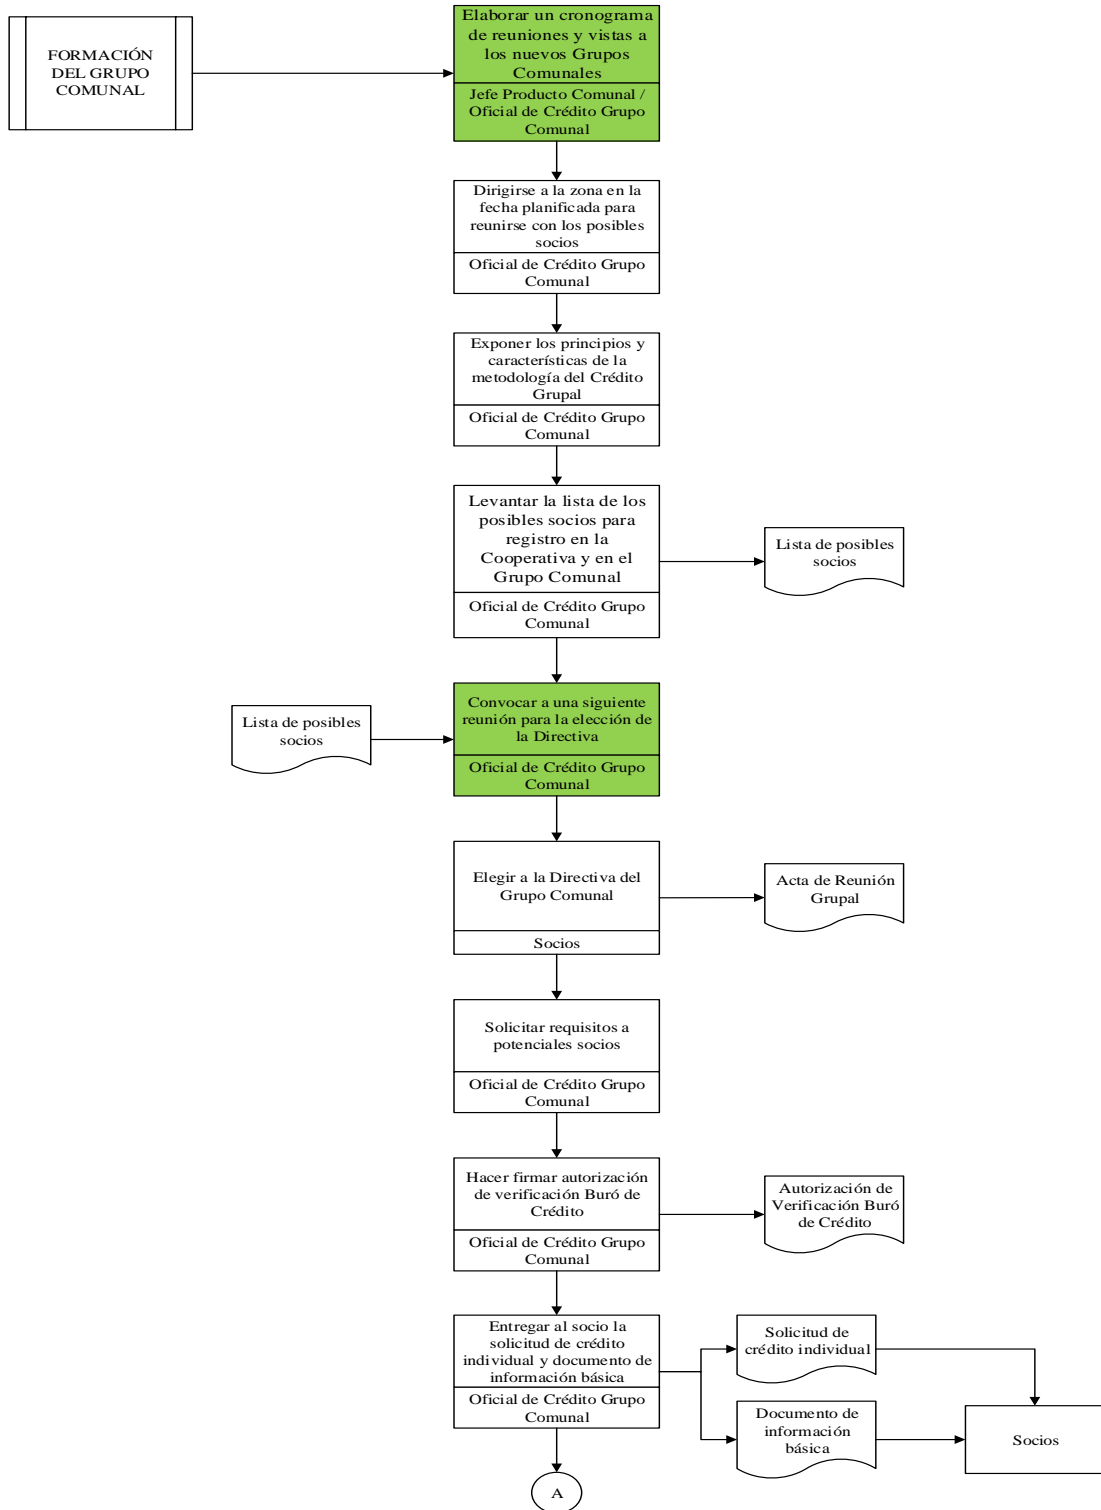 FORMACIÓN
DEL GRUPO
COMUNAL
Elaborar un cronograma
de reuniones y vistas a
los nuevos Grupos
Comunales
Jefe Producto Comunal /
Oficial de Crédito Grupo
Comunal
Dirigirse a la zona en la
fecha planificada para
reunirse con los posibles
socios
Oficial de Crédito Grupo
Comunal
Exponer los principios y
características de la
metodología del Crédito
Grupal
Oficial de Crédito Grupo
Comunal
Levantar la lista de los
posibles socios para
registro en la
Cooperativa y en el
Grupo Comunal
Oficial de Crédito Grupo
Comunal
Lista de posibles
socios
Lista de posibles
socios
Convocar a una siguiente
reunión para la elección de
la Directiva
Oficial de Crédito Grupo
Comunal
Elegir a la Directiva del
Grupo Comunal
Socios
Acta de Reunión
Grupal
Solicitar requisitos a
potenciales socios
Oficial de Crédito Grupo
Comunal
Hacer firmar autorización
de verificación Buró de
Crédito
Oficial de Crédito Grupo
Comunal
Autorización de
Verificación Buró
de Crédito
Entregar al socio la
solicitud de crédito
individual y documento de
información básica
Oficial de Crédito Grupo
Comunal
Solicitud de
crédito individual
Documento de
información
básica
Socios
A